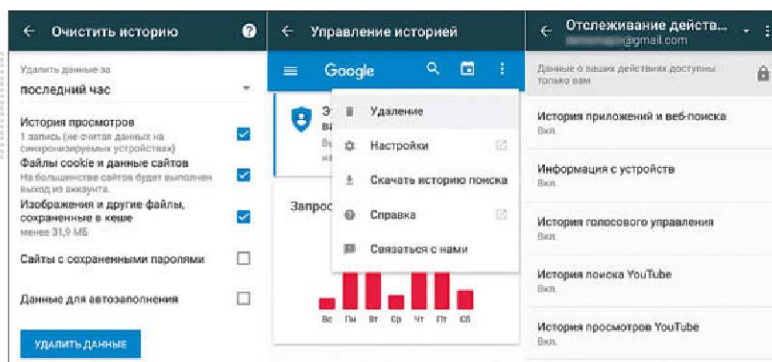 Очистить историю
Удалить данные за
последний час
История просмотров
1 запись (не считая данных на
синхронизируемых устройствах)
Файлы cookie и данные сайтов
На большинстве сайтов будет выполнен
выход из аккаунта.
Изображения и другие файлы,
сохраненные в кеше
менее 31,9 МБ
Сайты с сохраненными паролями
Данные для автозаполнения
УДАЛИТЬ ДАННЫЕ
Управление историей
Google
Удаление
Настройки
Скачать историю поиска
Справка
Связаться с нами
Запрос
Вс Пн Вт Ср Чт Пт Сб
Отслеживание действ...
@gmail.com
Данные о ваших действиях доступны
только вам
История приложений и веб-поиска
Вкл.
Информация с устройств
Вкл.
История голосового управления
Вкл.
История поиска YouTube
Вкл.
История просмотров YouTube
Вкл.